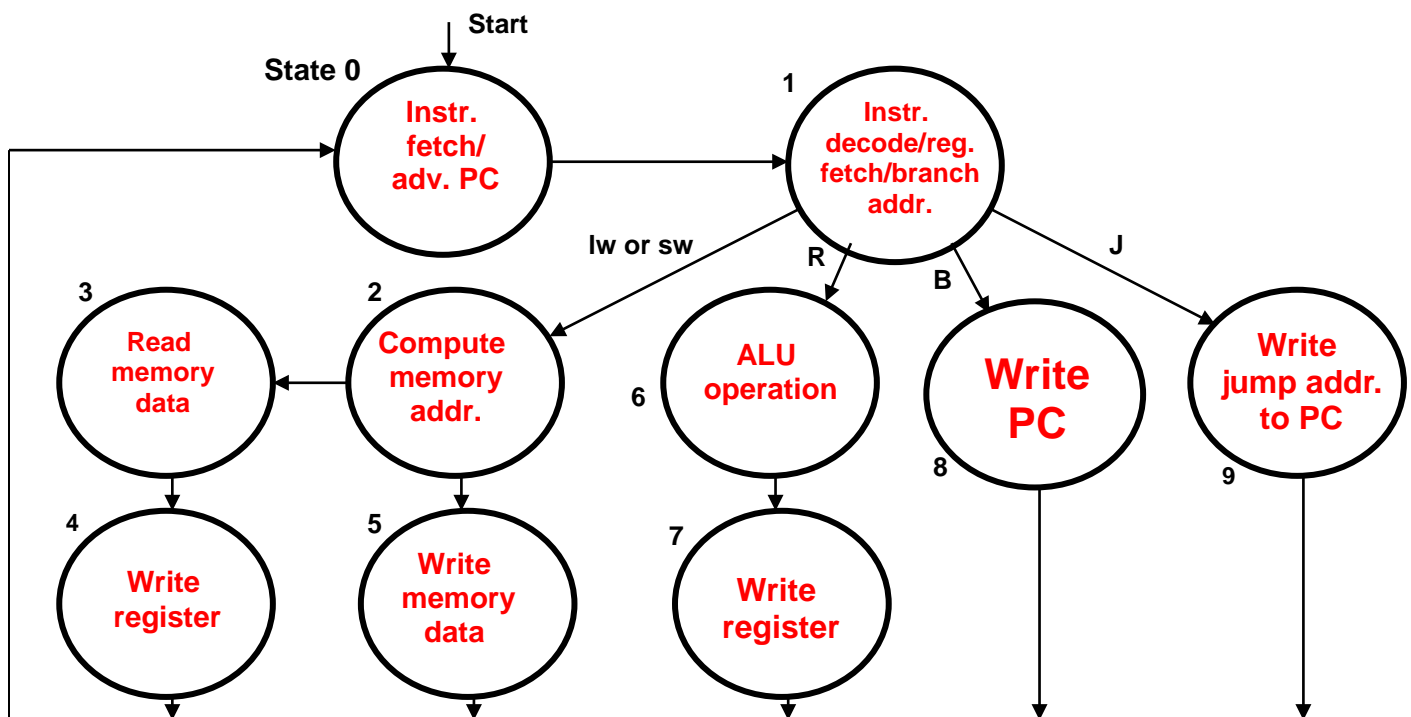 Start
State 0
Instr.
fetch/
adv. PC
1
Instr.
decode/reg.
fetch/branch
addr.
lw or sw
R
B
J
3
Read
memory
data
2
Compute
memory
addr.
6
ALU
operation
Write
PC
8
Write
jump addr.
to PC
9
4
Write
register
5
Write
memory
data
7
Write
register